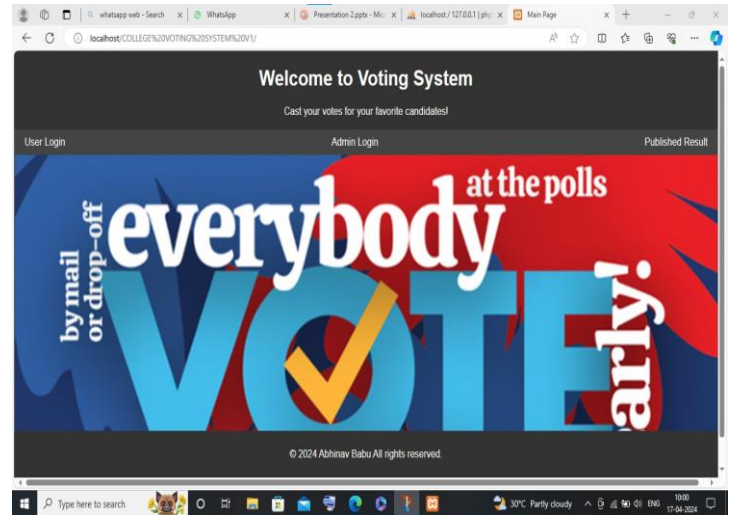 whatsapp web - Search
WhatsApp
Presentation 2.pptx - Mic
localhost / 127.0.0.1 | php
Main Page
localhost/COLLEGE%20VOTING%20SYSTEM%20V1/
Welcome to Voting System
Cast your votes for your favorite candidates!
User Login
Admin Login
Published Result
by mail
or drop-off
everybody
at the polls
VOTE
early!
© 2024 Abhinav Babu All rights reserved.
Type here to search
30°C Partly cloudy
ENG
10:00
17-04-2024